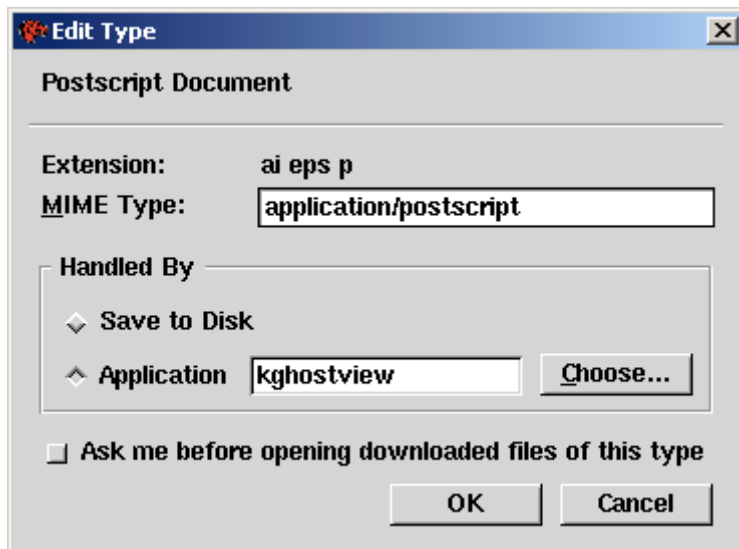 Edit Type
Postscript Document
Extension: ai eps p
MIME Type: application/postscript
Handled By
Save to Disk
Application kghostview Choose...
Ask me before opening downloaded files of this type
OK Cancel